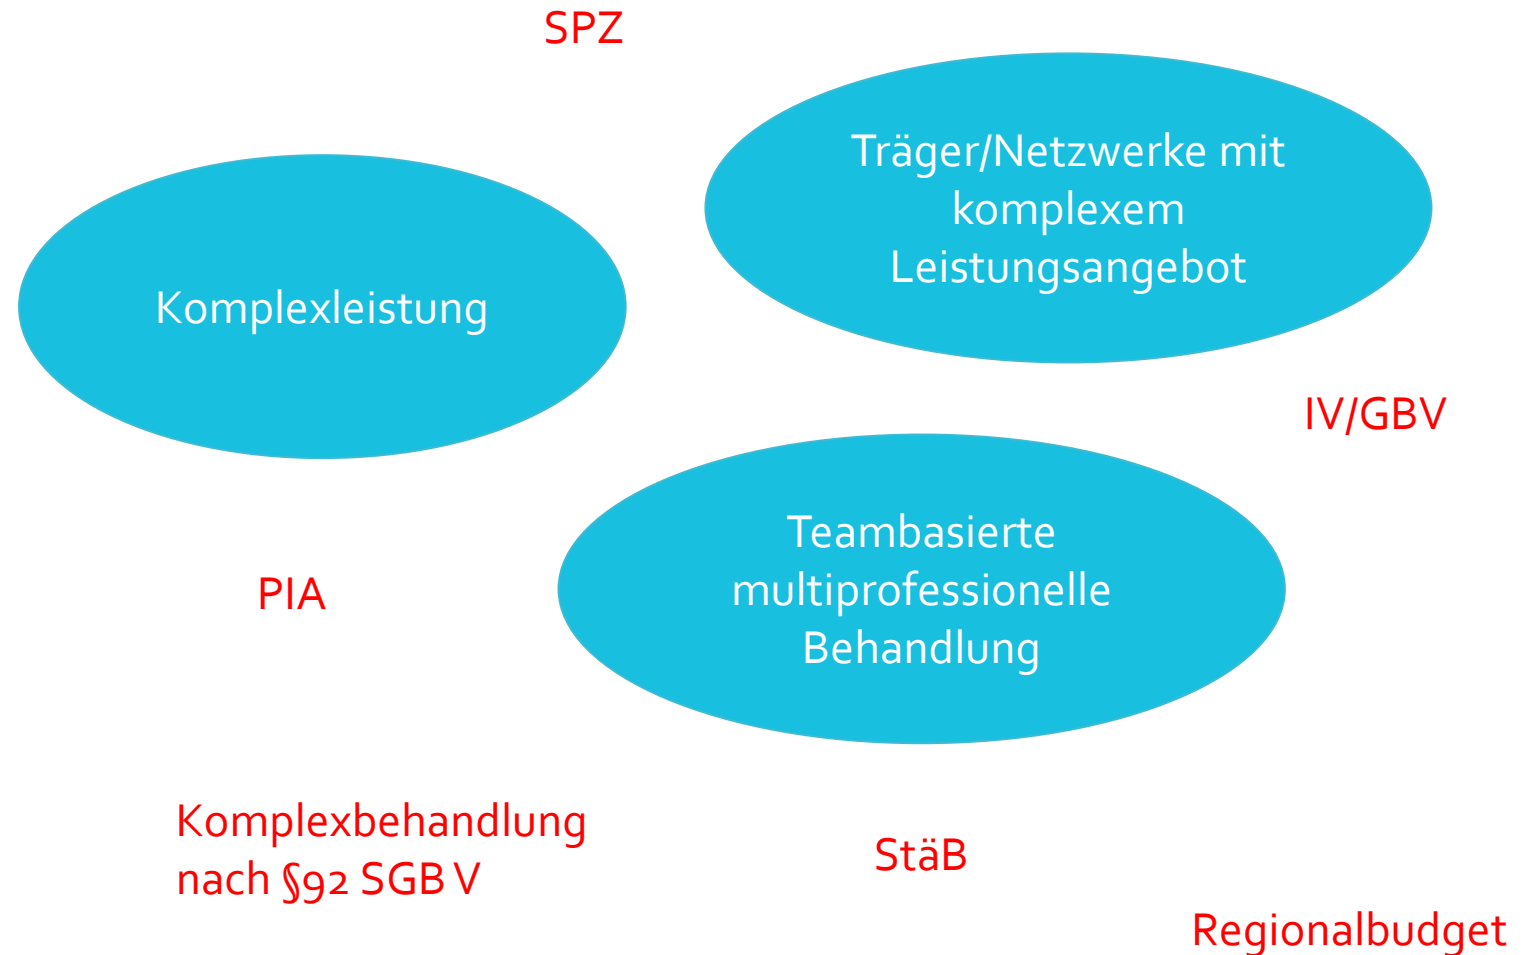 SPZ
Träger/Netzwerke mit
komplexem
Leistungsangebot
Komplexleistung
IV/GBV
Teambasierte
multiprofessionelle
Behandlung
PIA
Komplexbehandlung
nach §92 SGB V
StäB
Regionalbudget